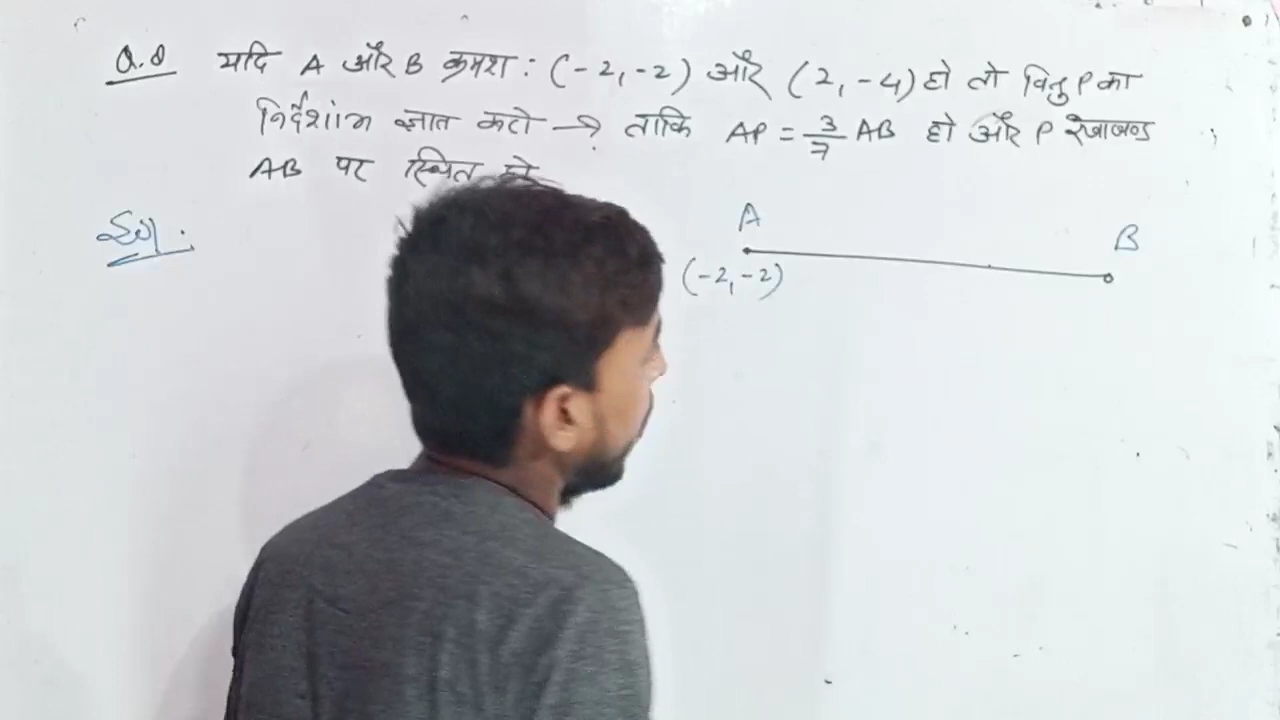 Q.8 यदि A और B क्रमश: (-2,-2) और (2,-4) हो तो बिन्दु P का
निर्देशांक ज्ञात करो → ताकि AP = 3/7 AB हो और P रेखाखण्ड
AB पर स्थित हो
Sol.
A
B
(-2,-2)